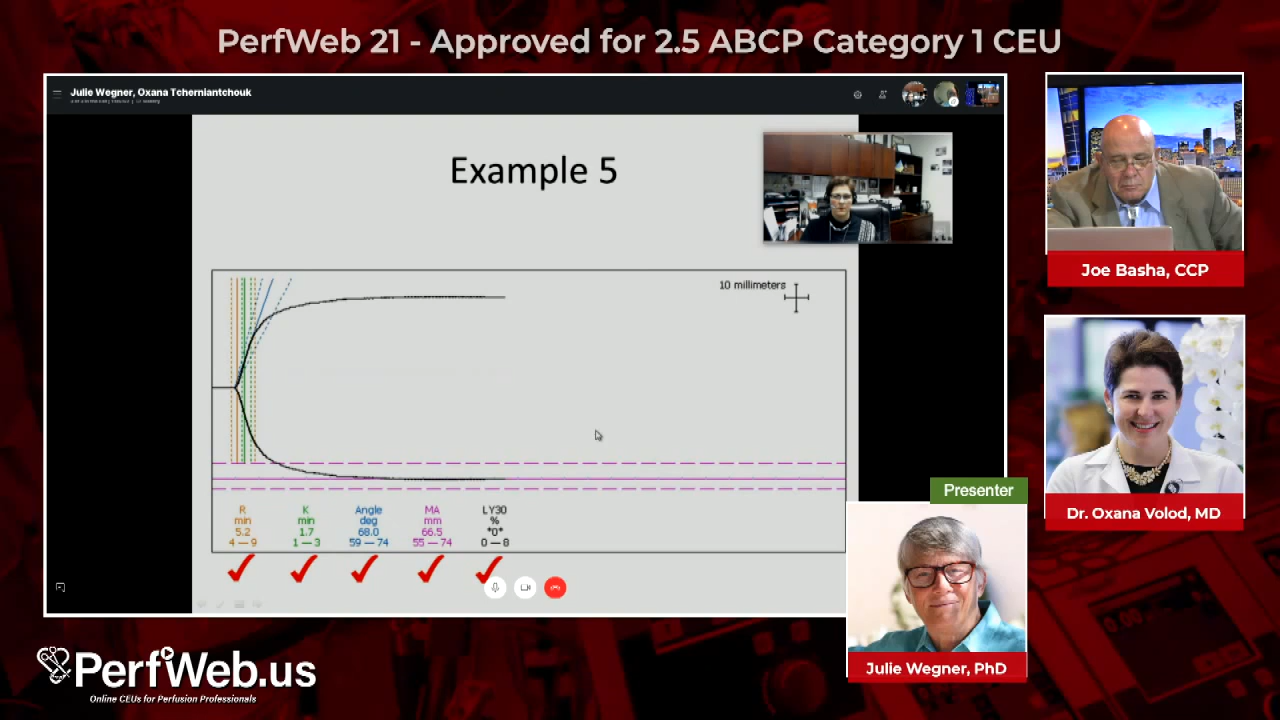 PerfWeb 21 - Approved for 2.5 ABCP Category 1 CEU
Julie Wegner, Oxana Tcherniantchouk
Example 5
10 millimeters
R K Angle MA LY30
min min deg mm %
5.2 1.7 68.0 66.5 *0*
4 — 9 1 — 3 59 — 74 55 — 74 0 — 8
Joe Basha, CCP
Dr. Oxana Volod, MD
Presenter
Julie Wegner, PhD
PerfWeb.us
Online CEUs for Perfusion Professionals